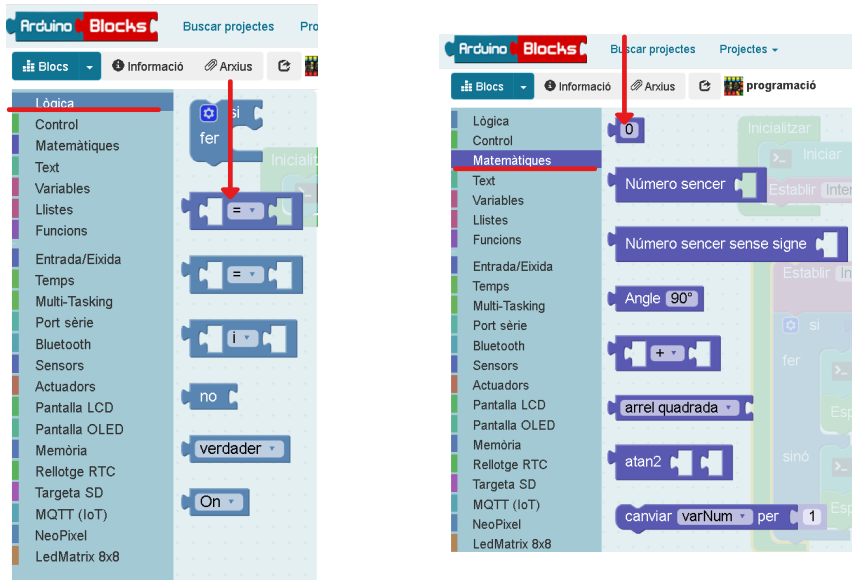 Arduino Blocks
Buscar projectes
Pro
Blocs
Informació
Arxius
Lògica
Control
Matemàtiques
Text
Variables
Llistes
Funcions
Entrada/Eixida
Temps
Multi-Tasking
Port sèrie
Bluetooth
Sensors
Actuadors
Pantalla LCD
Pantalla OLED
Memòria
Rellotge RTC
Targeta SD
MQTT (IoT)
NeoPixel
LedMatrix 8x8
si
fer
Inicialit
=
=
i
no
verdader
On
Arduino Blocks
Buscar projectes
Projectes
Blocs
Informació
Arxius
programació
Lògica
Control
Matemàtiques
Text
Variables
Llistes
Funcions
Entrada/Eixida
Temps
Multi-Tasking
Port sèrie
Bluetooth
Sensors
Actuadors
Pantalla LCD
Pantalla OLED
Memòria
Rellotge RTC
Targeta SD
MQTT (IoT)
NeoPixel
LedMatrix 8x8
0
Número sencer
Número sencer sense signe
Angle 90°
+
arrel quadrada
atan2
canviar varNum per 1
Inicialitzar
Iniciar
Establir Inter
Establir In
si
fer
Esp
sinó
Esp